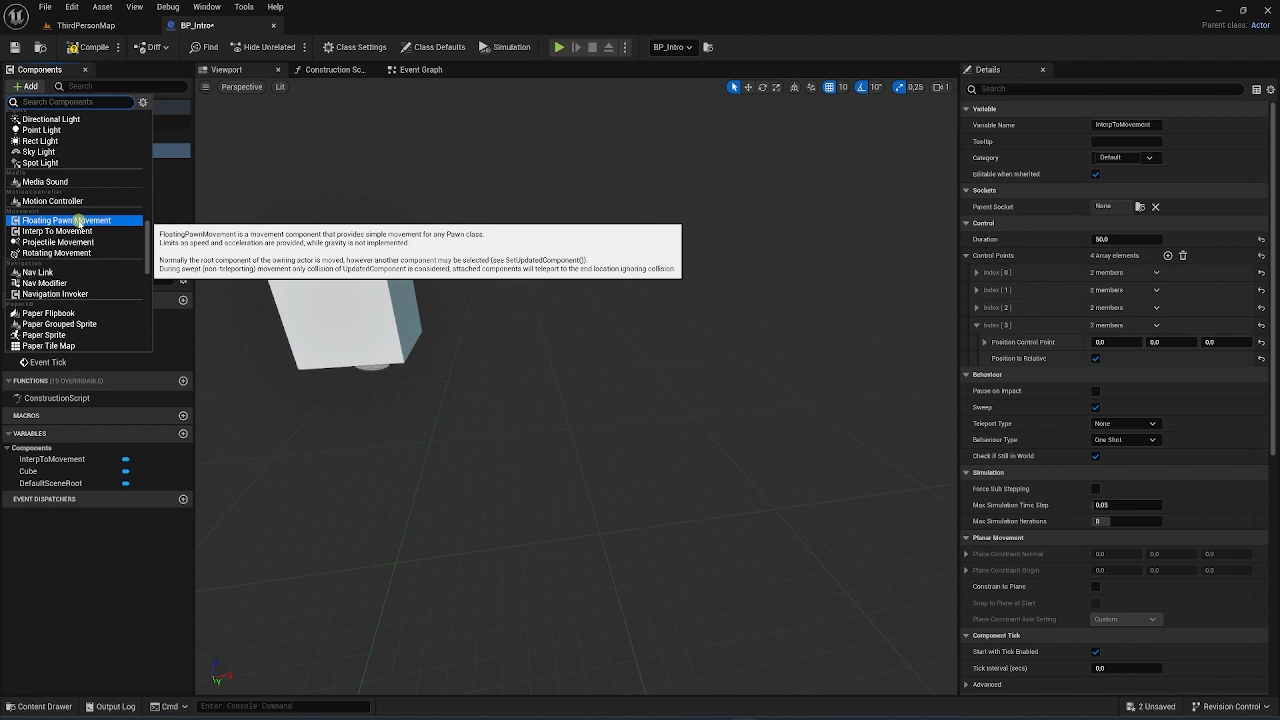 File Edit Asset View Debug Window Tools Help
ThirdPersonMap
BP_Intro*
Parent class: Actor
Compile
Diff
Find
Hide Unrelated
Class Settings
Class Defaults
Simulation
BP_Intro
Components
+ Add
Search
Search Components
Directional Light
Point Light
Rect Light
Sky Light
Spot Light
Media
Media Sound
MotionController
Motion Controller
Movement
Floating Pawn Movement
Interp To Movement
Projectile Movement
Rotating Movement
Navigation
Nav Link
Nav Modifier
Navigation Invoker
Paper2D
Paper Flipbook
Paper Grouped Sprite
Paper Sprite
Paper Tile Map
Event Tick
FUNCTIONS (19 OVERRIDABLE)
ConstructionScript
MACROS
VARIABLES
Components
InterpToMovement
Cube
DefaultSceneRoot
EVENT DISPATCHERS
Viewport
Construction Sc...
Event Graph
Perspective
Lit
10
10°
0,25
1
FloatingPawnMovement is a movement component that provides simple movement for any Pawn class.
Limits on speed and acceleration are provided, while gravity is not implemented.
Normally the root component of the owning actor is moved, however another component may be selected (see SetUpdatedComponent()).
During swept (non-teleporting) movement only collision of UpdatedComponent is considered, attached components will teleport to the end location ignoring collision.
Details
Search
Variable
Variable Name InterpToMovement
Tooltip
Category Default
Editable when Inherited
Sockets
Parent Socket None
Control
Duration 50,0
Control Points 4 Array elements
Index [ 0 ] 2 members
Index [ 1 ] 2 members
Index [ 2 ] 2 members
Index [ 3 ] 2 members
Position Control Point 0,0 0,0 0,0
Position Is Relative
Behaviour
Pause on Impact
Sweep
Teleport Type None
Behaviour Type One Shot
Check if Still in World
Simulation
Force Sub Stepping
Max Simulation Time Step 0,05
Max Simulation Iterations 8
Planar Movement
Plane Constraint Normal 0,0 0,0 0,0
Plane Constraint Origin 0,0 0,0 0,0
Constrain to Plane
Snap to Plane at Start
Plane Constraint Axis Setting Custom
Component Tick
Start with Tick Enabled
Tick Interval (secs) 0,0
Advanced
Z
X
Y
Content Drawer
Output Log
Cmd
Enter Console Command
2 Unsaved
Revision Control